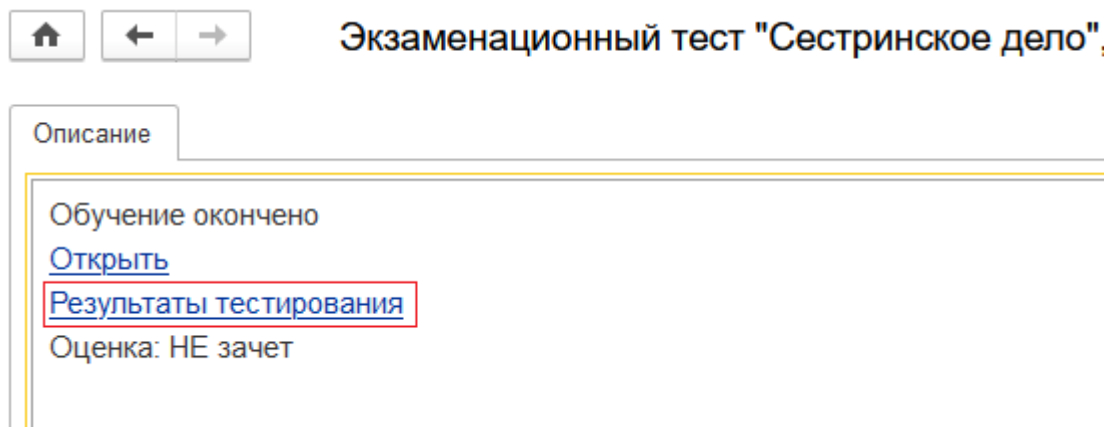 Экзаменационный тест "Сестринское дело",
Описание
Обучение окончено
Открыть
Результаты тестирования
Оценка: НЕ зачет